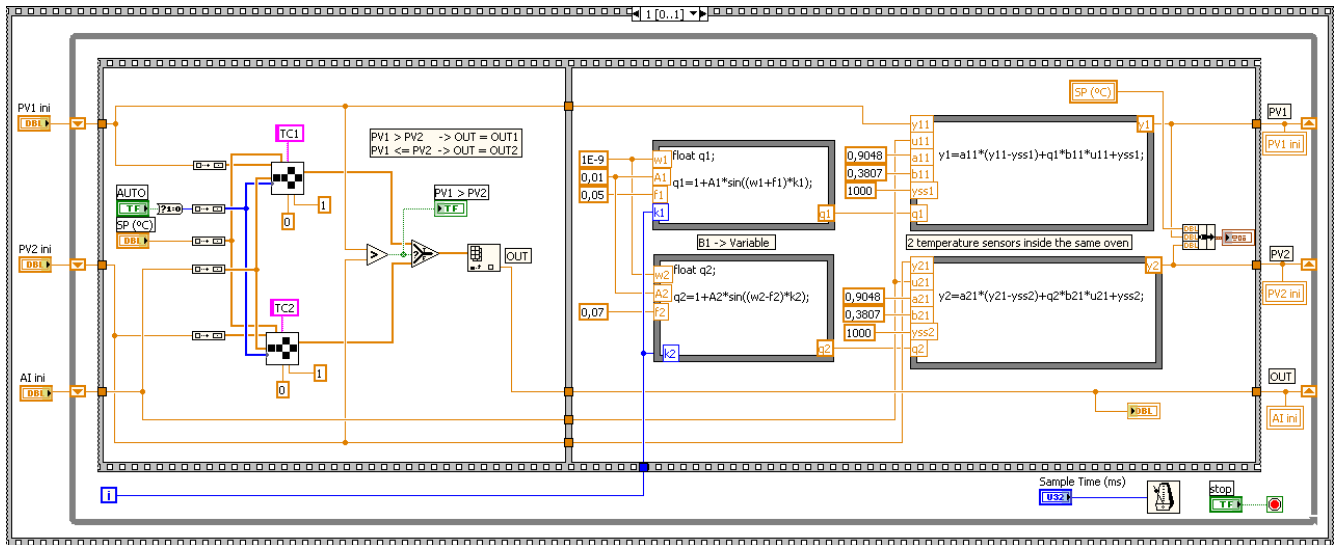 1 [0..1]
PV1 ini
DBL
AUTO
TF
?1:0
SP (ºC)
DBL
PV2 ini
DBL
AI ini
DBL
TC1
0
1
TC2
0
1
PV1 > PV2 -> OUT = OUT1
PV1 <= PV2 -> OUT = OUT2
PV1 > PV2
TF
>
OUT
i
1E-9
0,01
0,05
w1
A1
f1
k1
float q1;
q1=1+A1*sin((w1+f1)*k1);
q1
B1 -> Variable
0,07
w2
A2
f2
k2
float q2;
q2=1+A2*sin((w2-f2)*k2);
q2
0,9048
0,3807
1000
y11
u11
a11
b11
yss1
q1
y1=a11*(y11-yss1)+q1*b11*u11+yss1;
y1
2 temperature sensors inside the same oven
0,9048
0,3807
1000
y21
u21
a21
b21
yss2
q2
y2=a21*(y21-yss2)+q2*b21*u21+yss2;
y2
SP (ºC)
DBL
DBL
DBL
DBL
PV1
PV1 ini
PV2
PV2 ini
OUT
AI ini
Sample Time (ms)
U32
stop
TF